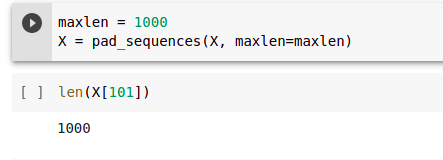 maxlen = 1000
X = pad_sequences(X, maxlen=maxlen)
[ ] len(X[101])
1000